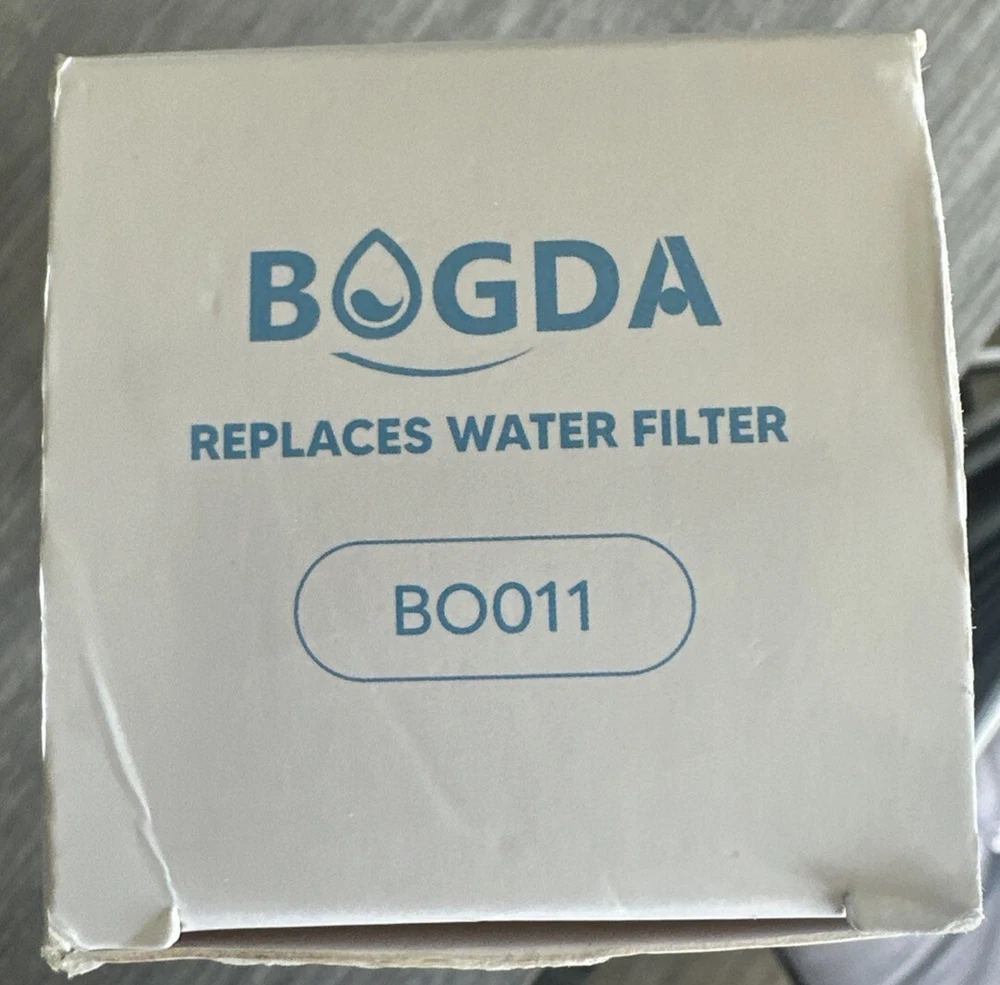 BOGDA
REPLACES WATER FILTER
BO011